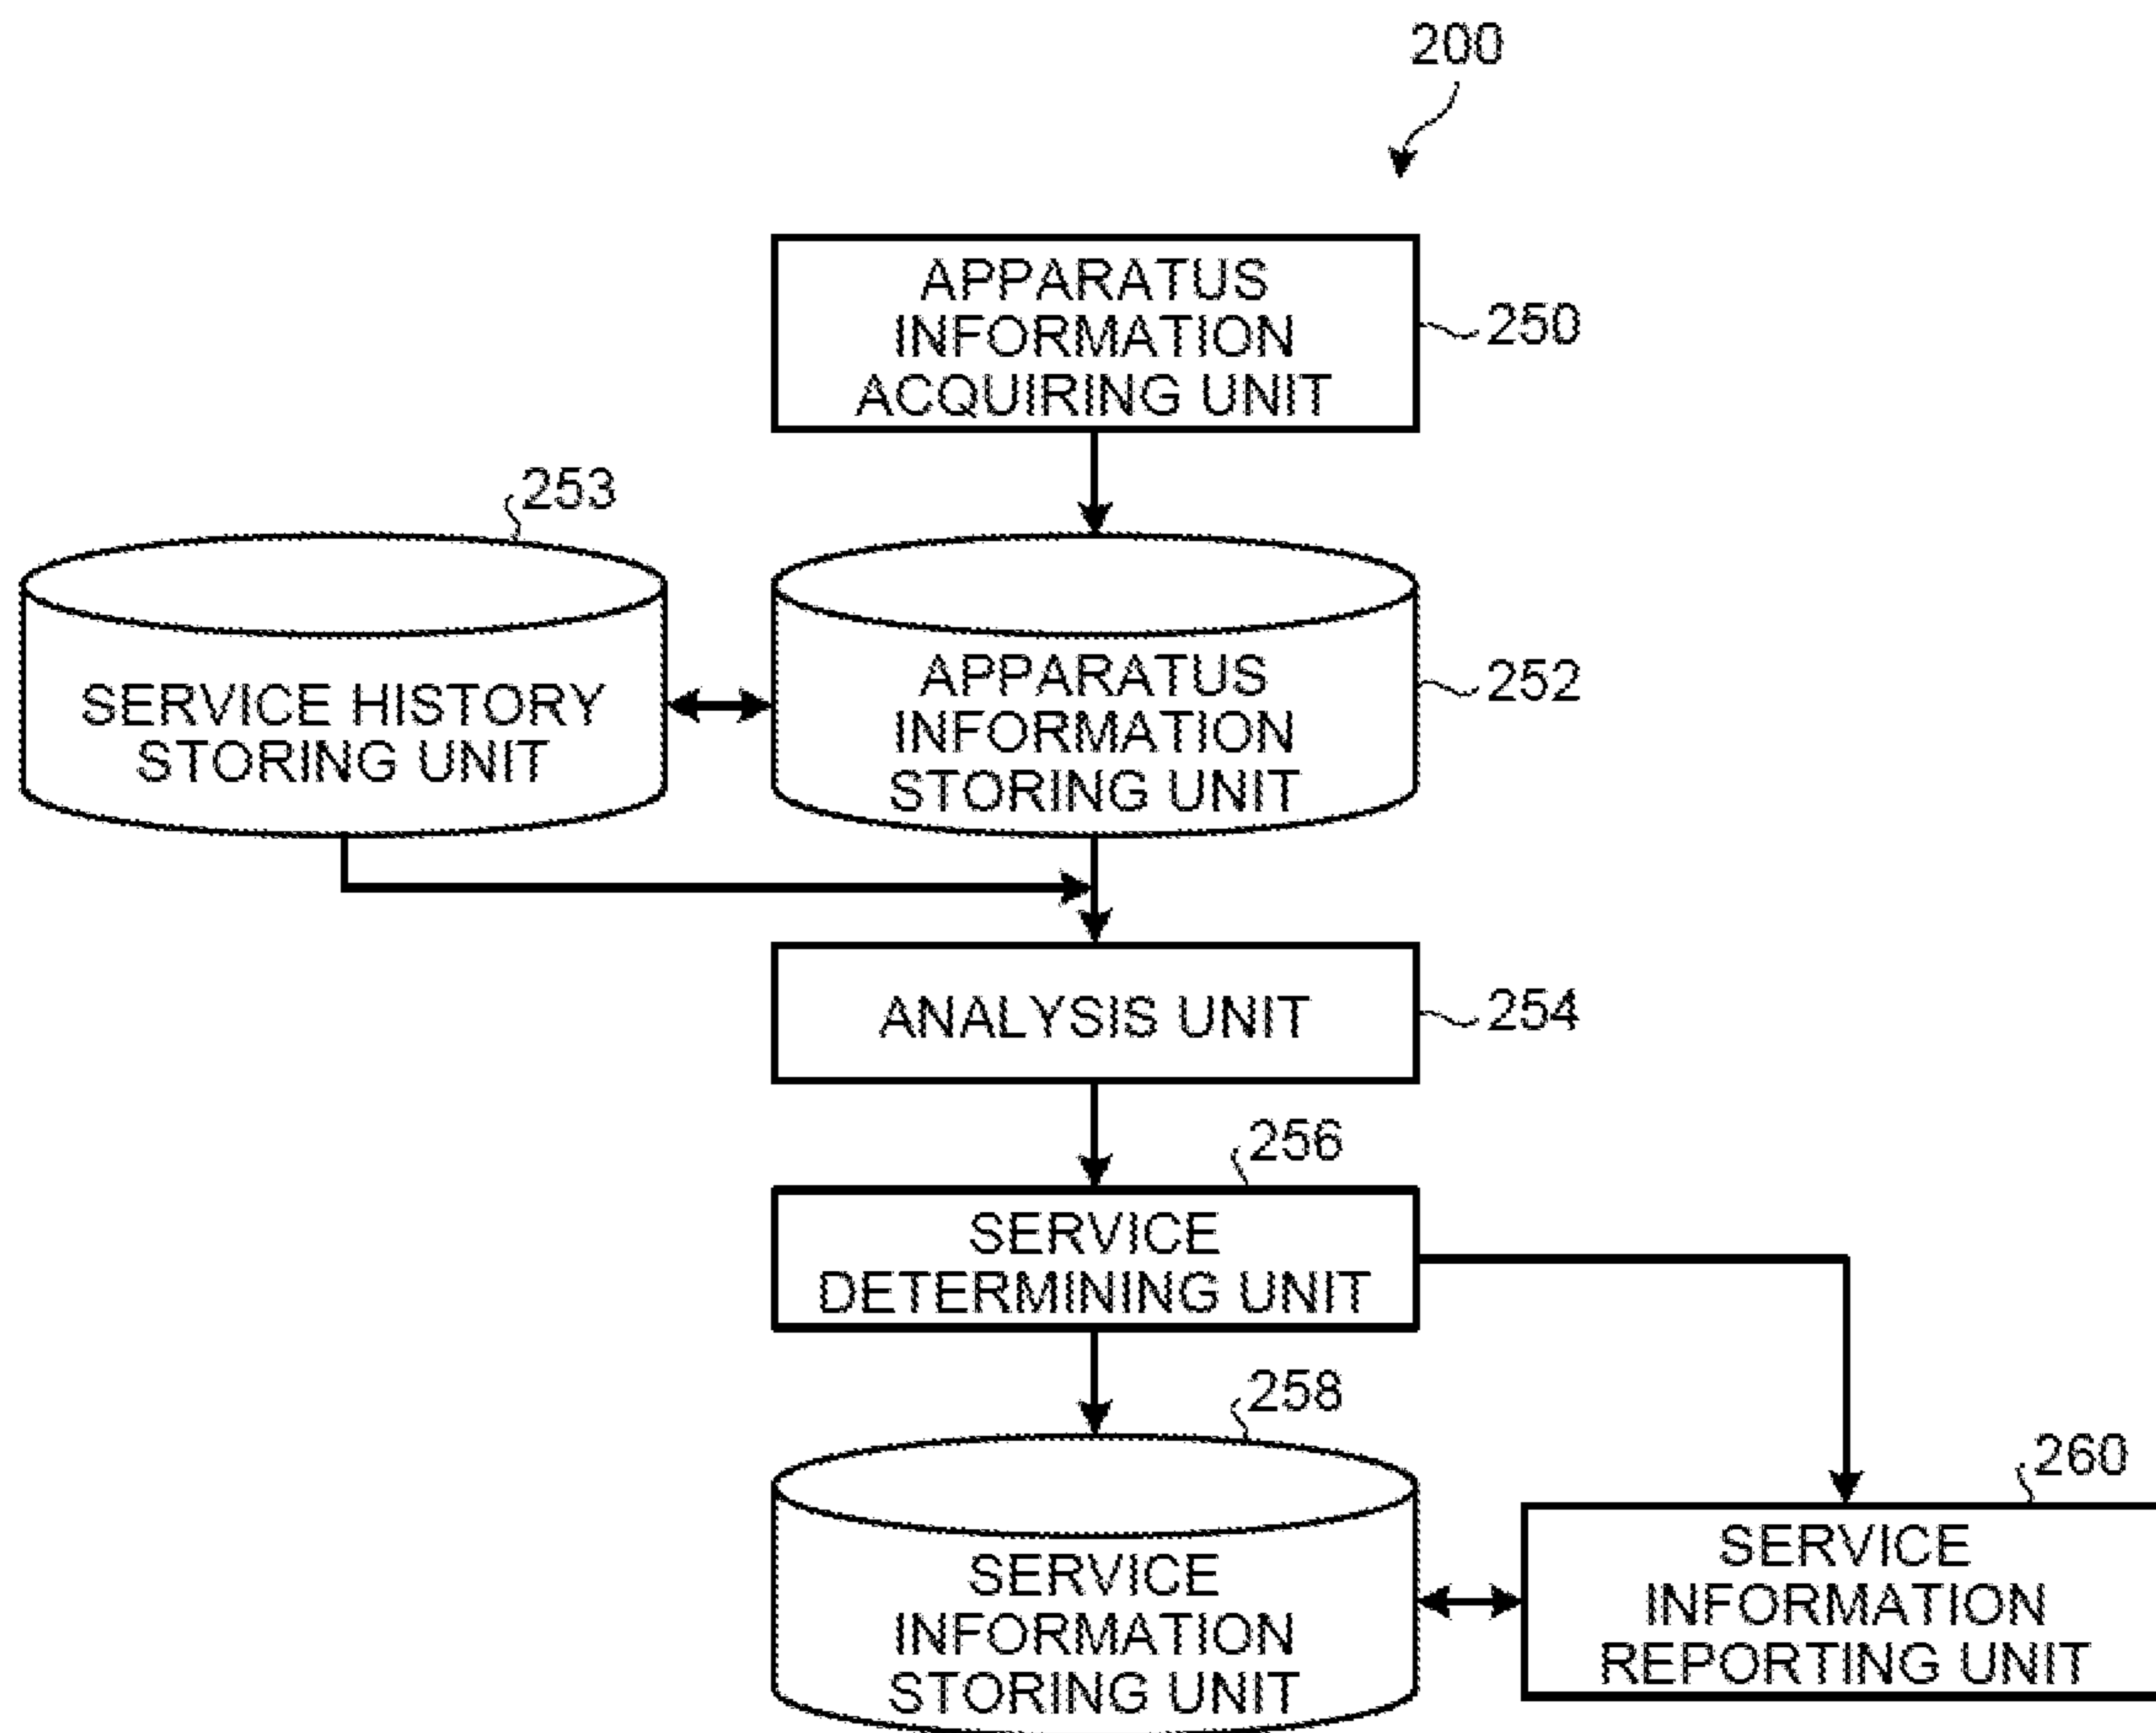 200
APPARATUS
INFORMATION
ACQUIRING UNIT
250
253
SERVICE HISTORY
STORING UNIT
APPARATUS
INFORMATION
STORING UNIT
252
ANALYSIS UNIT
254
256
SERVICE
DETERMINING UNIT
258
SERVICE
INFORMATION
STORING UNIT
260
SERVICE
INFORMATION
REPORTING UNIT